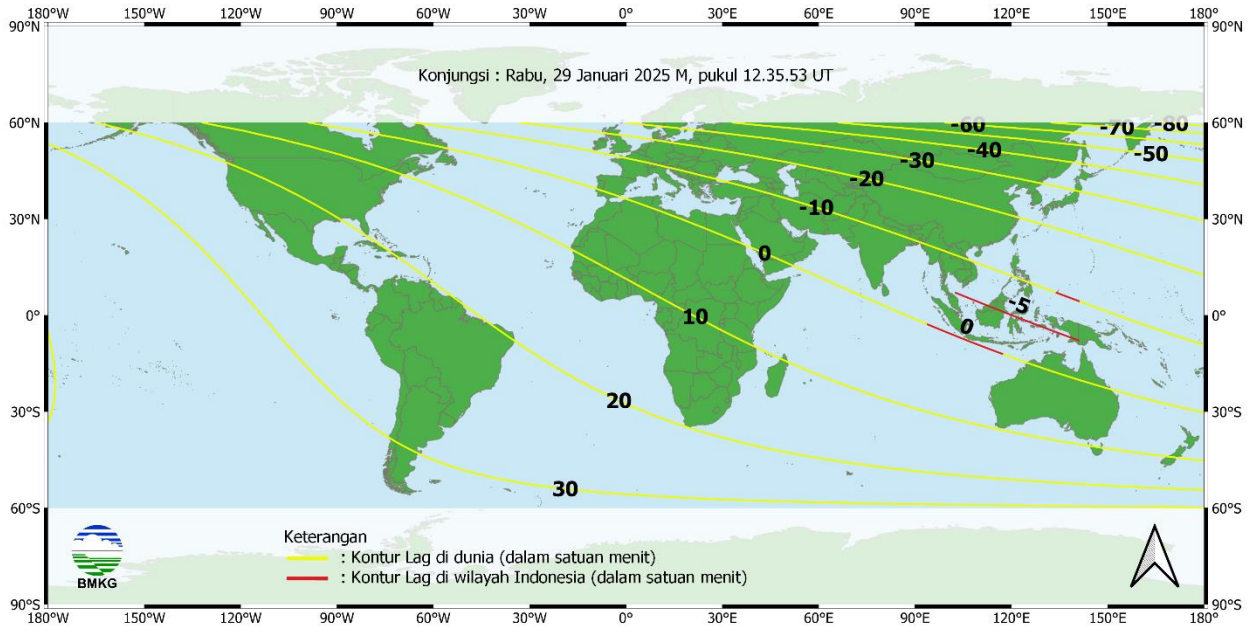 180°W 150°W 120°W 90°W 60°W 30°W 0° 30°E 60°E 90°E 120°E 150°E 180°E
90°N 90°N
Konjungsi : Rabu, 29 Januari 2025 M, pukul 12.35.53 UT
60°N -60 -70 -80 60°N
-30 -40 -50
-20
30°N -10 30°N
0
0° 10 0 -5 0°
20
30°S 30°S
30
60°S 60°S
Keterangan
: Kontur Lag di dunia (dalam satuan menit)
: Kontur Lag di wilayah Indonesia (dalam satuan menit)
BMKG
90°S 90°S
180°W 150°W 120°W 90°W 60°W 30°W 0° 30°E 60°E 90°E 120°E 150°E 180°E